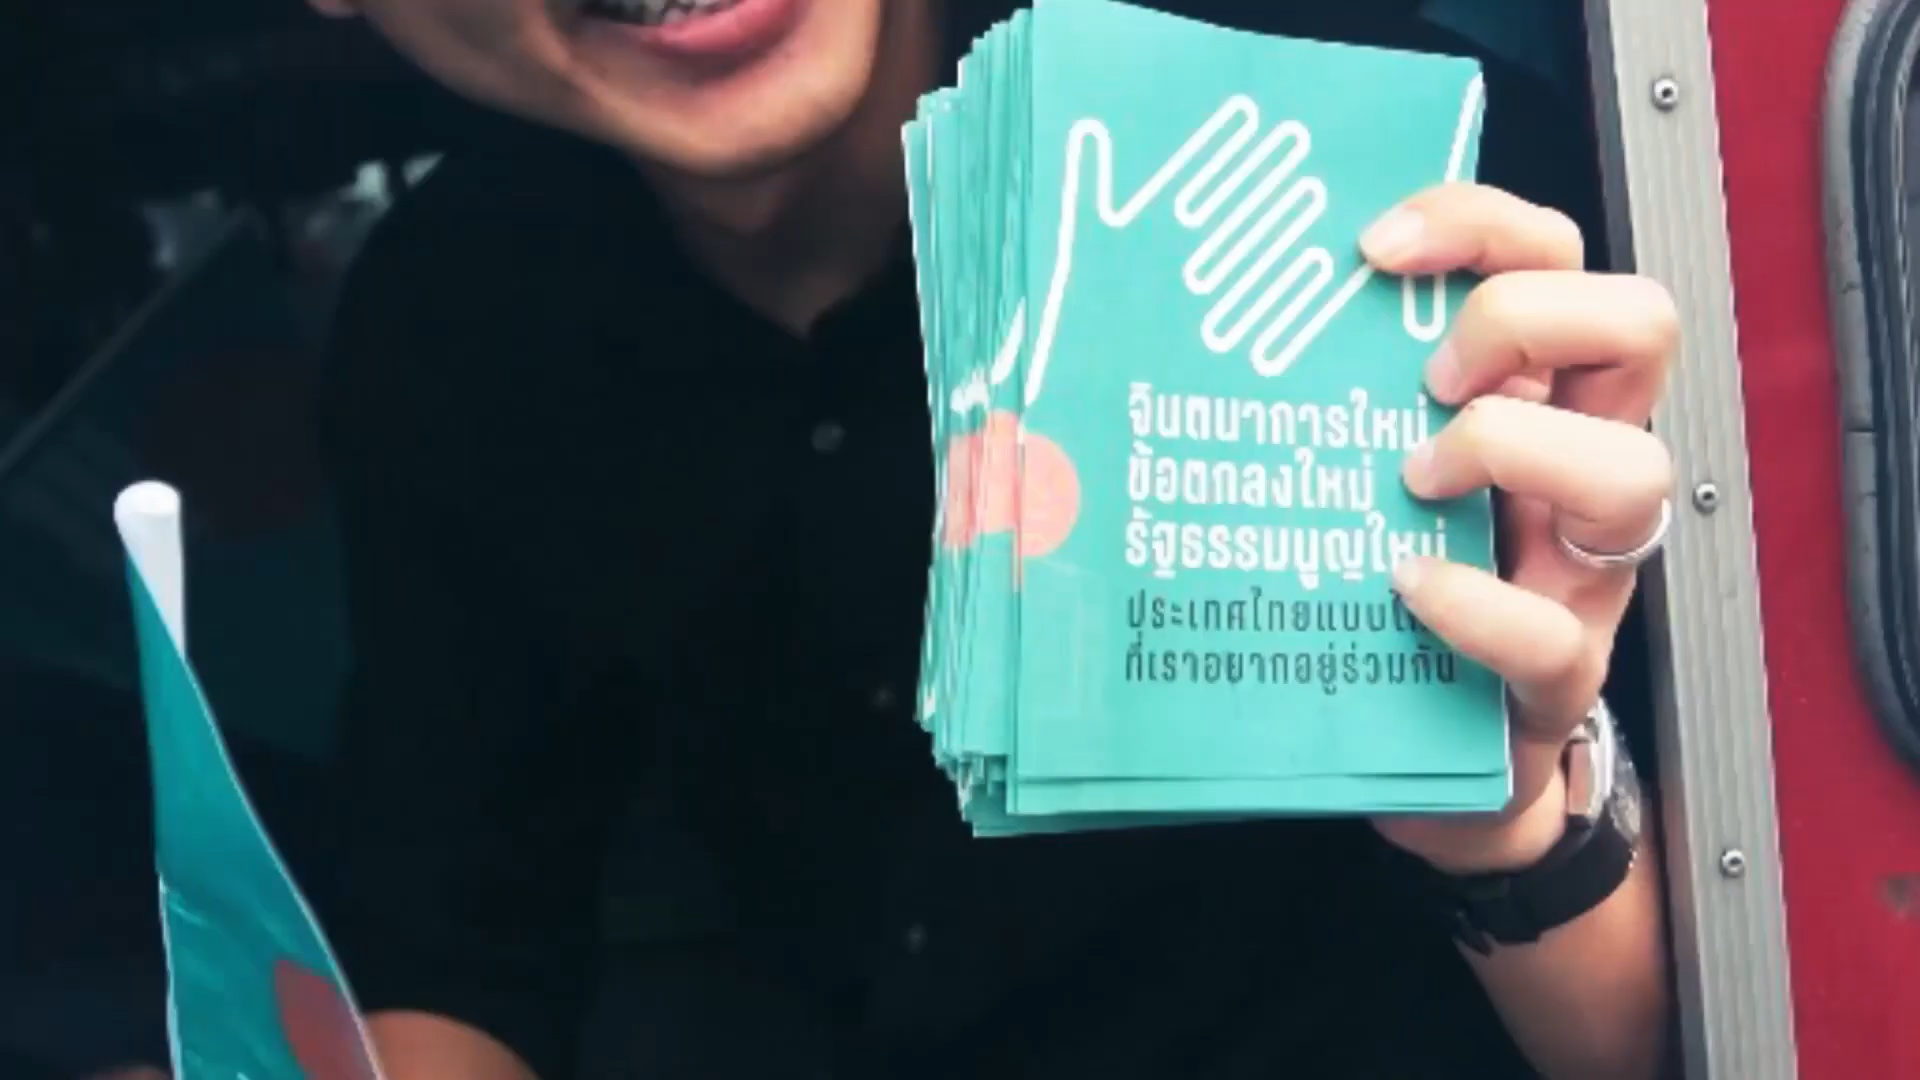 จินตนาการใหม่
ข้อตกลงใหม่
รัฐธรรมนูญใหม่
ประเทศไทยแบบ
ที่เราอยากอยู่ร่วมกัน